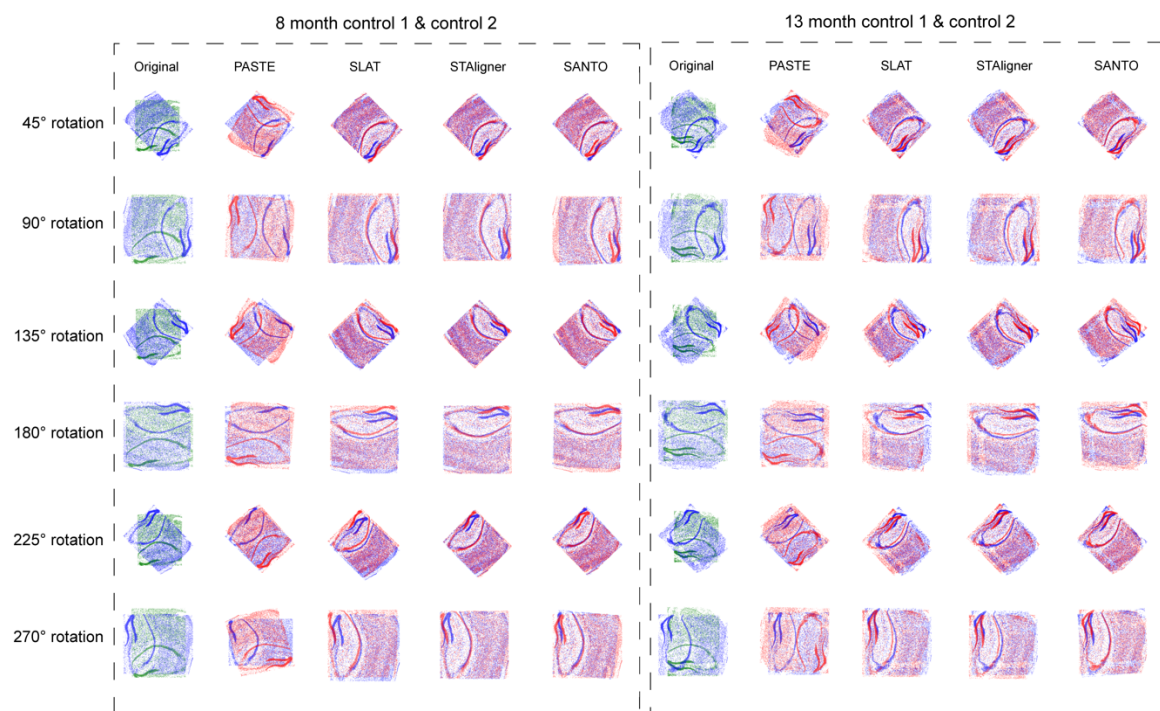 8 month control 1 & control 2
13 month control 1 & control 2
Original PASTE SLAT STAligner SANTO
Original PASTE SLAT STAligner SANTO
45° rotation
90° rotation
135° rotation
180° rotation
225° rotation
270° rotation